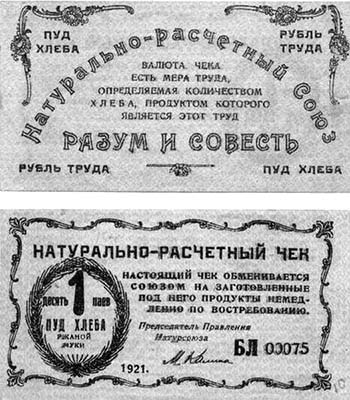 ПУД ХЛЕБА
РУБЛЬ ТРУДА
Натурально-расчетный Союз
ВАЛЮТА ЧЕКА
ЕСТЬ МЕРА ТРУДА,
ОПРЕДЕЛЯЕМАЯ КОЛИЧЕСТВОМ
ХЛЕБА, ПРОДУКТОМ КОТОРОГО
ЯВЛЯЕТСЯ ЭТОТ ТРУД
РАЗУМ И СОВЕСТЬ
РУБЛЬ ТРУДА
ПУД ХЛЕБА
НАТУРАЛЬНО-РАСЧЕТНЫЙ ЧЕК
1
ДЕСЯТЬ ПАЕВ
ПУД ХЛЕБА
РЖАНОЙ
МУКИ
НАСТОЯЩИЙ ЧЕК ОБМЕНИВАЕТСЯ
СОЮЗОМ НА ЗАГОТОВЛЕННЫЕ
ПОД НЕГО ПРОДУКТЫ НЕМЕД-
ЛЕННО ПО ВОСТРЕБОВАНИЮ.
Председатель Правления
Натурсоюза
БЛ 00075
1921.